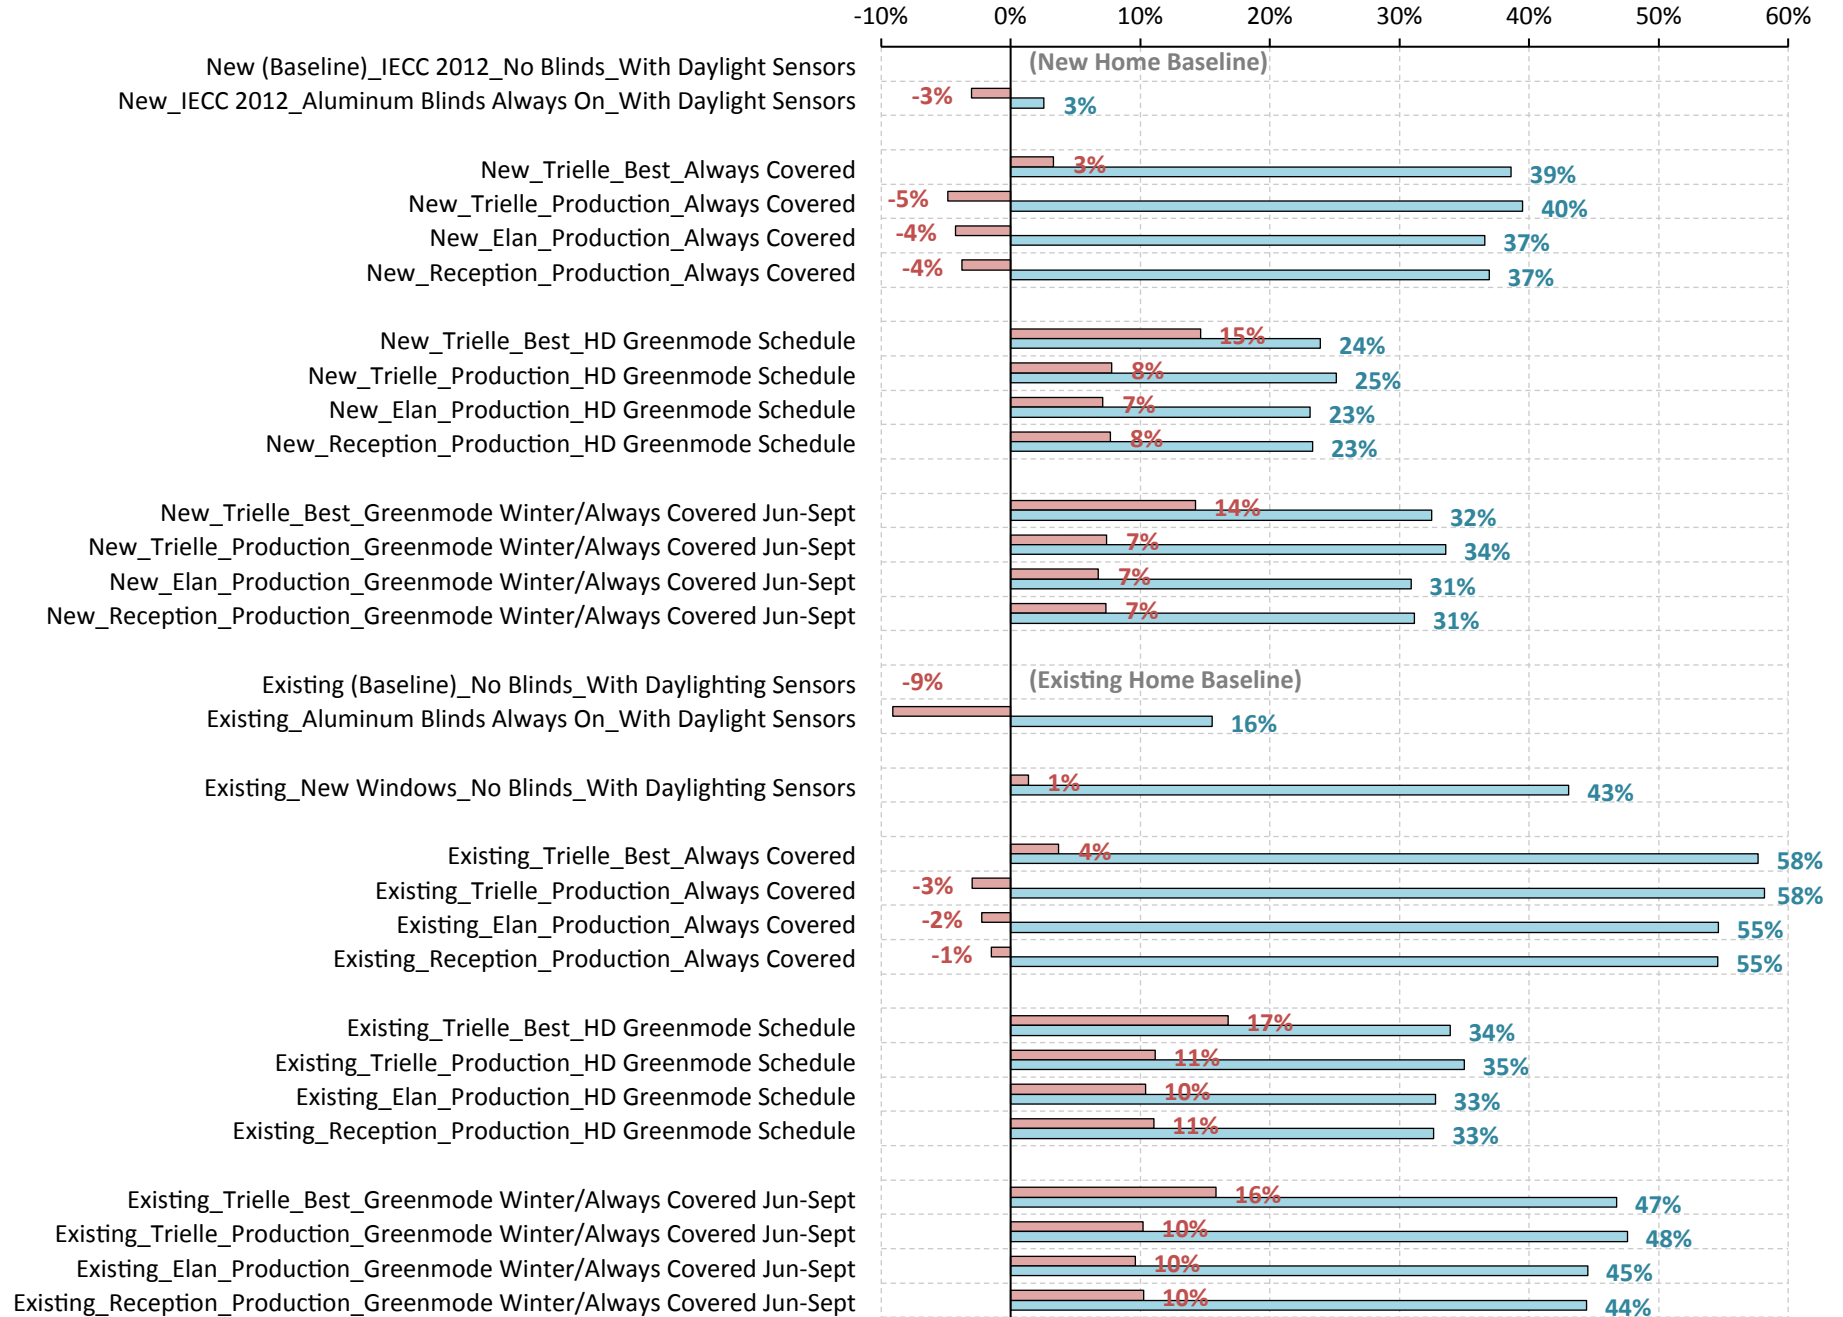 -10% 0% 10% 20% 30% 40% 50% 60%
New (Baseline)_IECC 2012_No Blinds_With Daylight Sensors (New Home Baseline)
New_IECC 2012_Aluminum Blinds Always On_With Daylight Sensors -3% 3%
New_Trielle_Best_Always Covered 3% 39%
New_Trielle_Production_Always Covered -5% 40%
New_Elan_Production_Always Covered -4% 37%
New_Reception_Production_Always Covered -4% 37%
New_Trielle_Best_HD Greenmode Schedule 15% 24%
New_Trielle_Production_HD Greenmode Schedule 8% 25%
New_Elan_Production_HD Greenmode Schedule 7% 23%
New_Reception_Production_HD Greenmode Schedule 8% 23%
New_Trielle_Best_Greenmode Winter/Always Covered Jun-Sept 14% 32%
New_Trielle_Production_Greenmode Winter/Always Covered Jun-Sept 7% 34%
New_Elan_Production_Greenmode Winter/Always Covered Jun-Sept 7% 31%
New_Reception_Production_Greenmode Winter/Always Covered Jun-Sept 7% 31%
Existing (Baseline)_No Blinds_With Daylighting Sensors -9% (Existing Home Baseline)
Existing_Aluminum Blinds Always On_With Daylight Sensors 16%
Existing_New Windows_No Blinds_With Daylighting Sensors 1% 43%
Existing_Trielle_Best_Always Covered 4% 58%
Existing_Trielle_Production_Always Covered -3% 58%
Existing_Elan_Production_Always Covered -2% 55%
Existing_Reception_Production_Always Covered -1% 55%
Existing_Trielle_Best_HD Greenmode Schedule 17% 34%
Existing_Trielle_Production_HD Greenmode Schedule 11% 35%
Existing_Elan_Production_HD Greenmode Schedule 10% 33%
Existing_Reception_Production_HD Greenmode Schedule 11% 33%
Existing_Trielle_Best_Greenmode Winter/Always Covered Jun-Sept 16% 47%
Existing_Trielle_Production_Greenmode Winter/Always Covered Jun-Sept 10% 48%
Existing_Elan_Production_Greenmode Winter/Always Covered Jun-Sept 10% 45%
Existing_Reception_Production_Greenmode Winter/Always Covered Jun-Sept 10% 44%